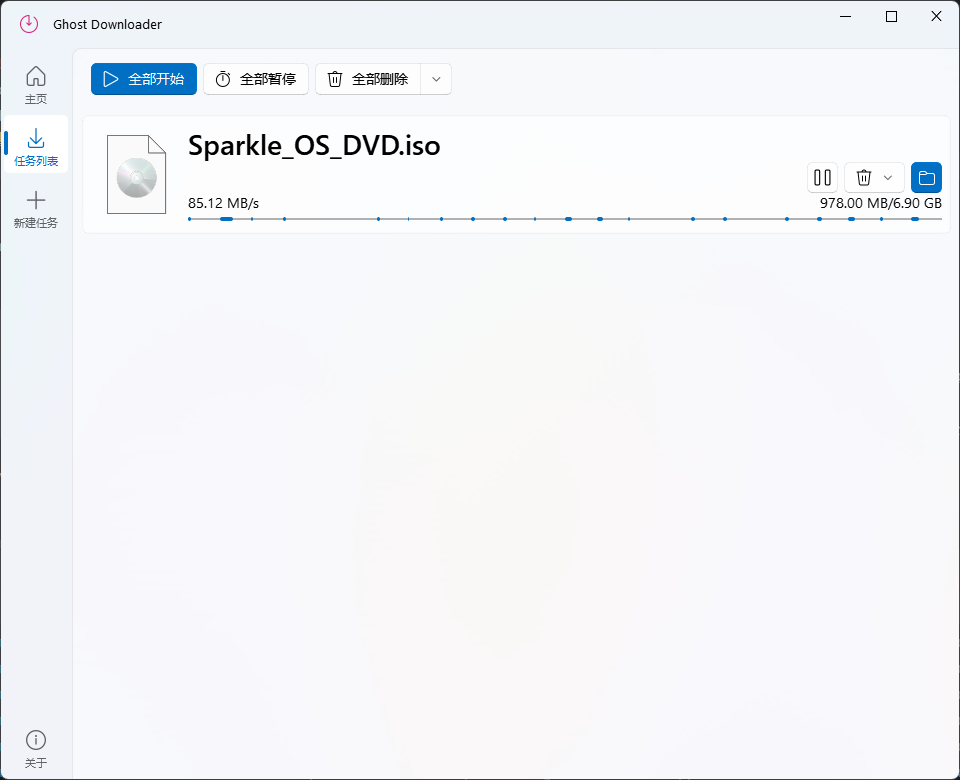 Ghost Downloader
全部开始
全部暂停
全部删除
主页
任务列表
新建任务
Sparkle_OS_DVD.iso
85.12 MB/s
978.00 MB/6.90 GB
关于